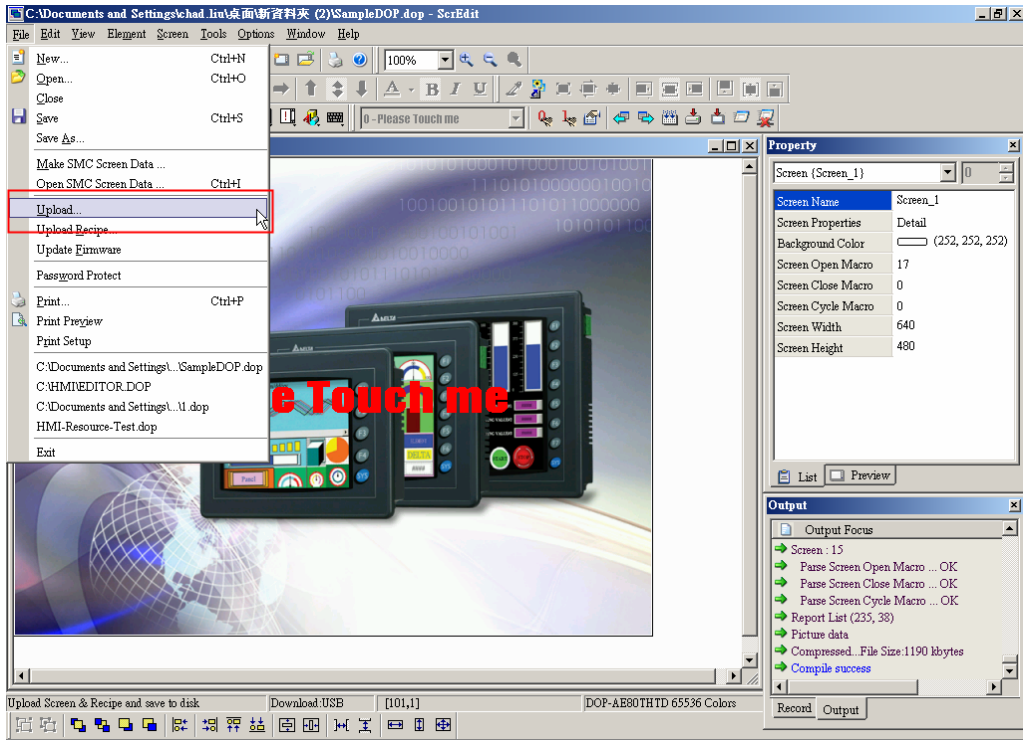 C:\Documents and Settings\chad.liu\桌面\新資料夾 (2)\SampleDOP.dop - ScrEdit
File Edit View Element Screen Tools Options Window Help
New... Ctrl+N
Open... Ctrl+O
Close
Save Ctrl+S
Save As...
Make SMC Screen Data ...
Open SMC Screen Data ... Ctrl+I
Upload...
Upload Recipe...
Update Firmware
Password Protect
Print... Ctrl+P
Print Preview
Print Setup
C:\Documents and Settings\...\SampleDOP.dop
C:\HMI\EDITOR.DOP
C:\Documents and Settings\...\1.dop
HMI-Resource-Test.dop
Exit
100%
A B I U
0 - Please Touch me
DELTA
DELTA
e Touch me
DELTA
Property
Screen {Screen_1} 0
Screen Name Screen_1
Screen Properties Detail
Background Color (252, 252, 252)
Screen Open Macro 17
Screen Close Macro 0
Screen Cycle Macro 0
Screen Width 640
Screen Height 480
List Preview
Output
Output Focus
Screen : 15
Parse Screen Open Macro ... OK
Parse Screen Close Macro ... OK
Parse Screen Cycle Macro ... OK
Report List (235, 38)
Picture data
Compressed...File Size:1190 kbytes
Compile success
Record Output
Upload Screen & Recipe and save to disk Download:USB [101,1] DOP-AE80THTD 65536 Colors